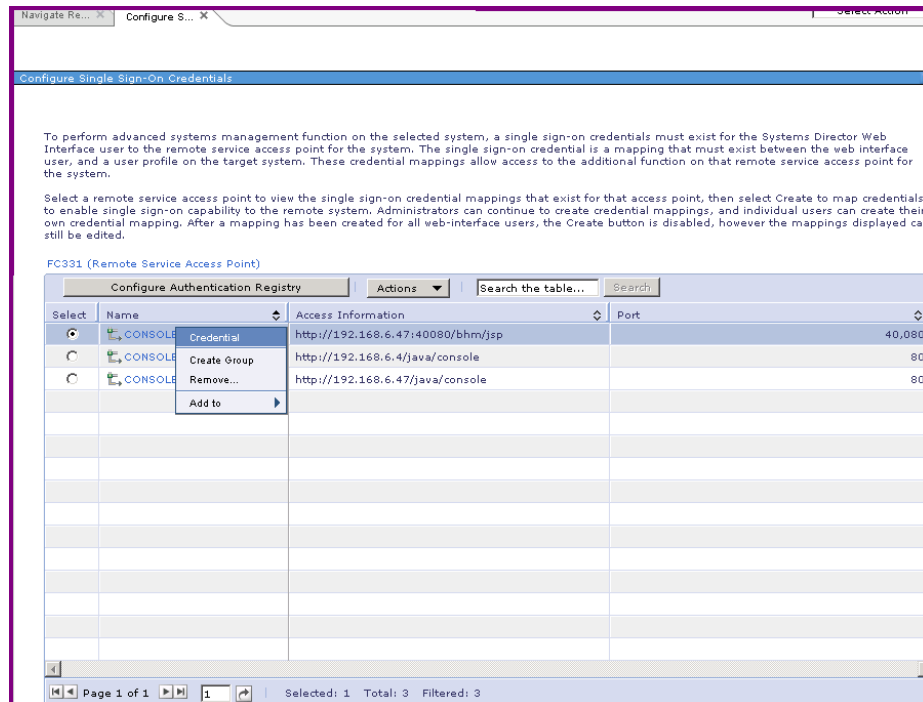 Navigate Re...
Configure S...
Select Action
Configure Single Sign-On Credentials
To perform advanced systems management function on the selected system, a single sign-on credentials must exist for the Systems Director Web
Interface user to the remote service access point for the system. The single sign-on credential is a mapping that must exist between the web interface
user, and a user profile on the target system. These credential mappings allow access to the additional function on that remote service access point for
the system.
Select a remote service access point to view the single sign-on credential mappings that exist for that access point, then select Create to map credentials
to enable single sign-on capability to the remote system. Administrators can continue to create credential mappings, and individual users can create their
own credential mapping. After a mapping has been created for all web-interface users, the Create button is disabled, however the mappings displayed ca
still be edited.
FC331 (Remote Service Access Point)
Configure Authentication Registry Actions Search the table... Search
Select Name Access Information Port
CONSOLE http://192.168.6.47:40080/bhm/jsp 40,080
CONSOLE http://192.168.6.4/java/console 80
CONSOLE http://192.168.6.47/java/console 80
Credential
Create Group
Remove...
Add to
Page 1 of 1 1 Selected: 1 Total: 3 Filtered: 3